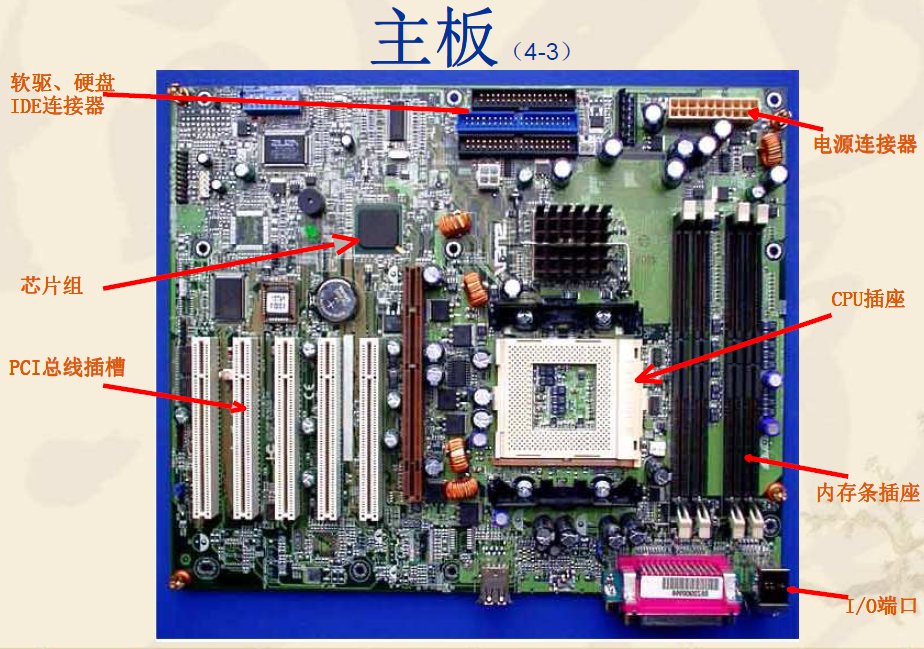 主板（4-3）
软驱、硬盘
IDE连接器
电源连接器
芯片组
CPU插座
PCI总线插槽
内存条插座
I/O端口